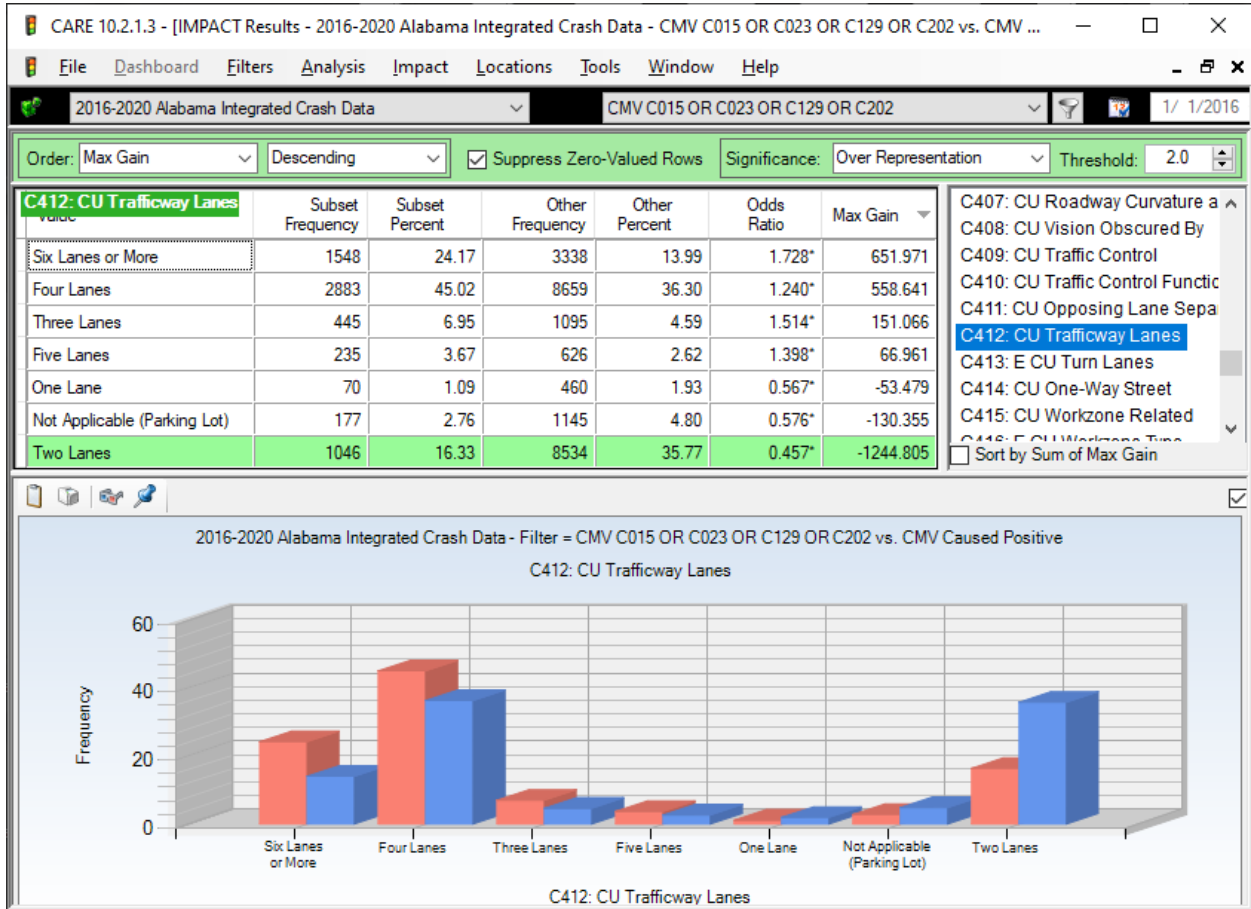 CARE 10.2.1.3 - [IMPACT Results - 2016-2020 Alabama Integrated Crash Data - CMV C015 OR C023 OR C129 OR C202 vs. CMV ...
File Dashboard Filters Analysis Impact Locations Tools Window Help
2016-2020 Alabama Integrated Crash Data CMV C015 OR C023 OR C129 OR C202 1/ 1/2016
Order: Max Gain Descending Suppress Zero-Valued Rows Significance: Over Representation Threshold: 2.0
C412: CU Trafficway Lanes Subset Frequency Subset Percent Other Frequency Other Percent Odds Ratio Max Gain
Six Lanes or More 1548 24.17 3338 13.99 1.728* 651.971
Four Lanes 2883 45.02 8659 36.30 1.240* 558.641
Three Lanes 445 6.95 1095 4.59 1.514* 151.066
Five Lanes 235 3.67 626 2.62 1.398* 66.961
One Lane 70 1.09 460 1.93 0.567* -53.479
Not Applicable (Parking Lot) 177 2.76 1145 4.80 0.576* -130.355
Two Lanes 1046 16.33 8534 35.77 0.457* -1244.805
C407: CU Roadway Curvature a
C408: CU Vision Obscured By
C409: CU Traffic Control
C410: CU Traffic Control Functic
C411: CU Opposing Lane Sepa
C412: CU Trafficway Lanes
C413: E CU Turn Lanes
C414: CU One-Way Street
C415: CU Workzone Related
Sort by Sum of Max Gain
2016-2020 Alabama Integrated Crash Data - Filter = CMV C015 OR C023 OR C129 OR C202 vs. CMV Caused Positive
C412: CU Trafficway Lanes
Frequency
60
40
20
0
Six Lanes
or More
Four Lanes
Three Lanes
Five Lanes
One Lane
Not Applicable
(Parking Lot)
Two Lanes
C412: CU Trafficway Lanes